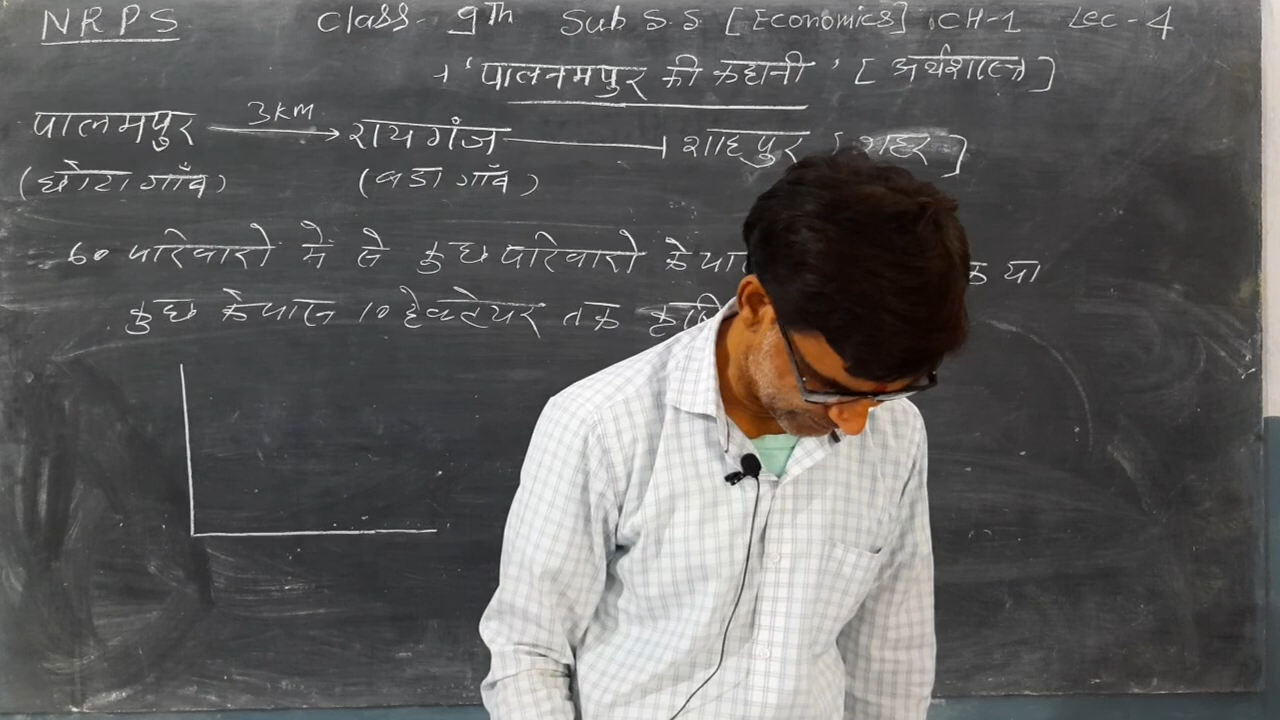 NRPS Class- 9th Sub S.S [Economics] CH-1 Lec-4
'पालनमपुर की कहानी' [अर्थशास्त्र]
पालमपुर 3KM रायगंज शाहपुर [शहर]
(छोटा गाँव) (बडा गाँव)
60 परिवारो मे से कुछ परिवारो के पास क या
कुछ के पास 10 हेक्टेयर तक